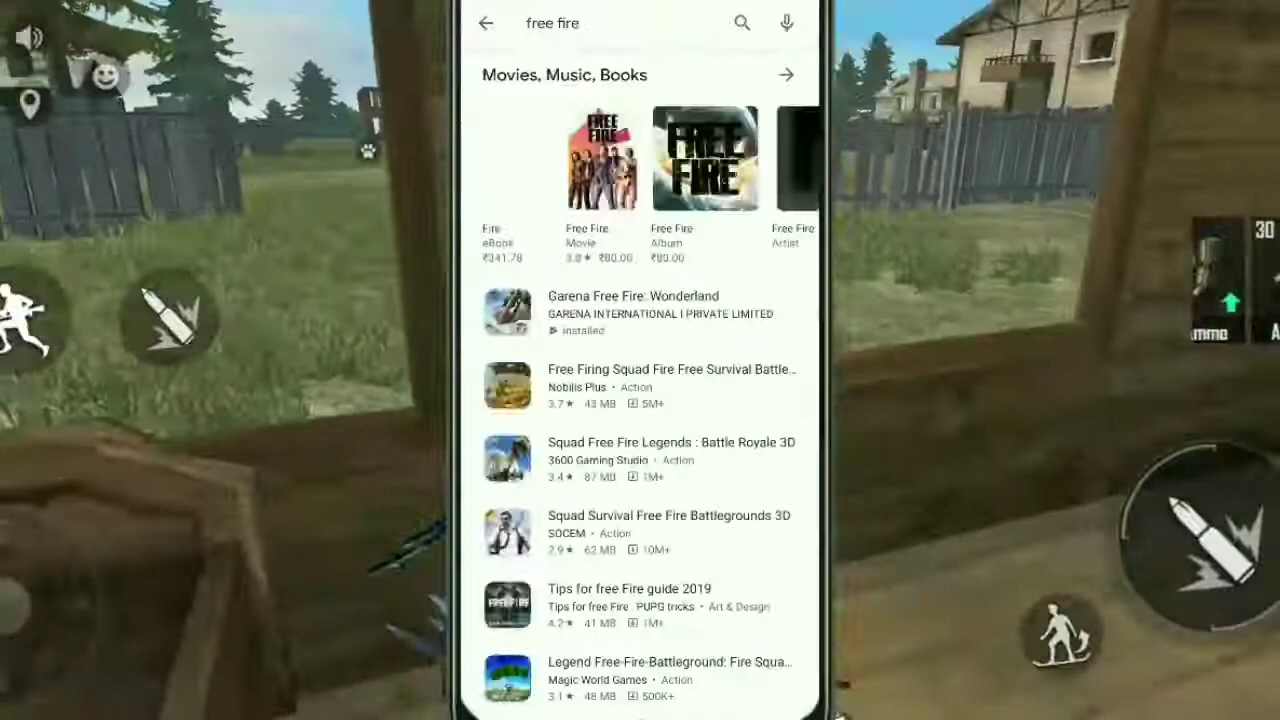 free fire
Movies, Music, Books
FREE
FIRE
FREE
FIRE
Fire
eBook
₹341.78
Free Fire
Movie
3.8★ ₹80.00
Free Fire
Album
₹80.00
Free Fire
Artist
Garena Free Fire: Wonderland
GARENA INTERNATIONAL I PRIVATE LIMITED
Installed
Free Firing Squad Fire Free Survival Battle...
Nobilis Plus • Action
3.7★ 43 MB 5M+
Squad Free Fire Legends : Battle Royale 3D
3600 Gaming Studio • Action
3.4★ 87 MB 1M+
Squad Survival Free Fire Battlegrounds 3D
SOCEM • Action
2.9★ 62 MB 10M+
Tips for free Fire guide 2019
Tips for free Fire PUPG tricks • Art & Design
4.2★ 41 MB 1M+
FREE FIRE
Legend Free-Fire-Battleground: Fire Squa...
Magic World Games • Action
3.1★ 48 MB 500K+
30
mmo
A